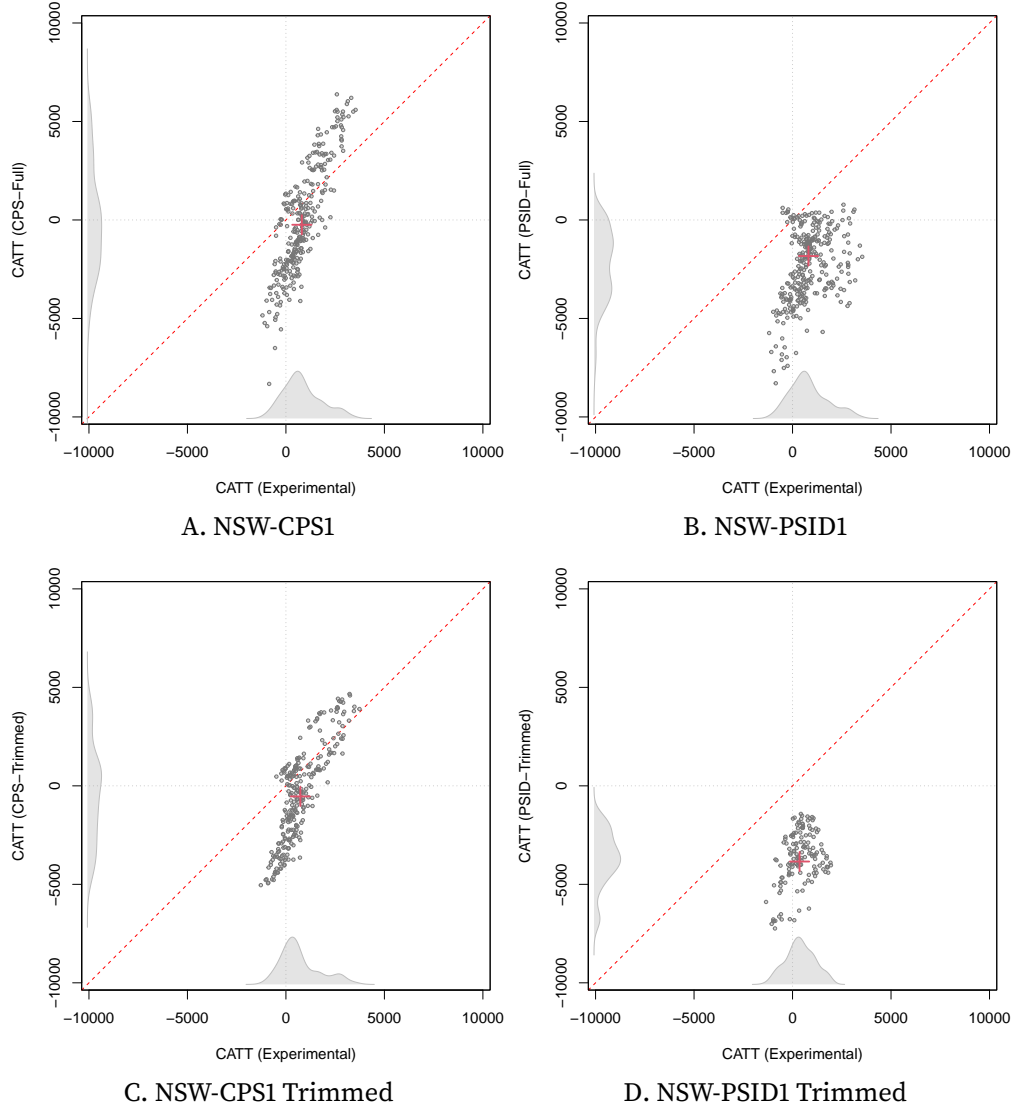 10000
5000
0
−5000
−10000
CATT (CPS−Full)
−10000 −5000 0 5000 10000
CATT (Experimental)
A. NSW-CPS1
10000
5000
0
−5000
−10000
CATT (PSID−Full)
−10000 −5000 0 5000 10000
CATT (Experimental)
B. NSW-PSID1
10000
5000
0
−5000
−10000
CATT (CPS−Trimmed)
−10000 −5000 0 5000 10000
CATT (Experimental)
C. NSW-CPS1 Trimmed
10000
5000
0
−5000
−10000
CATT (PSID−Trimmed)
−10000 −5000 0 5000 10000
CATT (Experimental)
D. NSW-PSID1 Trimmed